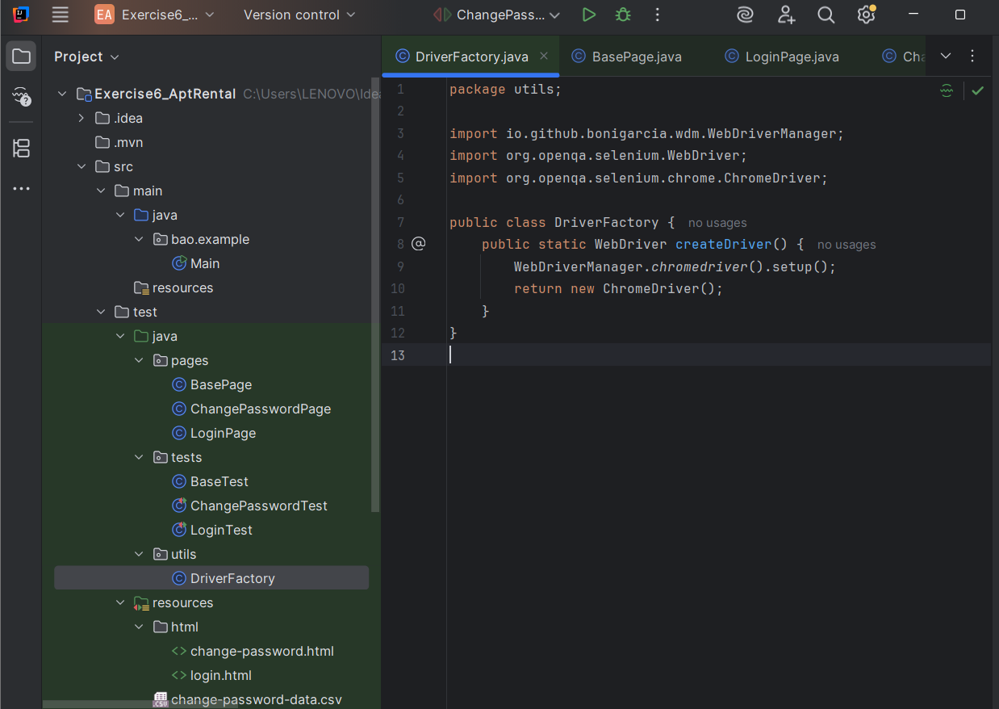 EA Exercise6_... Version control ChangePass...
Project
DriverFactory.java BasePage.java LoginPage.java Cha
Exercise6_AptRental C:\Users\LENOVO\Idea
.idea
.mvn
src
main
java
bao.example
Main
resources
test
java
pages
BasePage
ChangePasswordPage
LoginPage
tests
BaseTest
ChangePasswordTest
LoginTest
utils
DriverFactory
resources
html
change-password.html
login.html
change-password-data.csv
1 package utils;
2
3 import io.github.bonigarcia.wdm.WebDriverManager;
4 import org.openqa.selenium.WebDriver;
5 import org.openqa.selenium.chrome.ChromeDriver;
6
7 public class DriverFactory { no usages
8 @ public static WebDriver createDriver() { no usages
9 WebDriverManager.chromedriver().setup();
10 return new ChromeDriver();
11 }
12 }
13